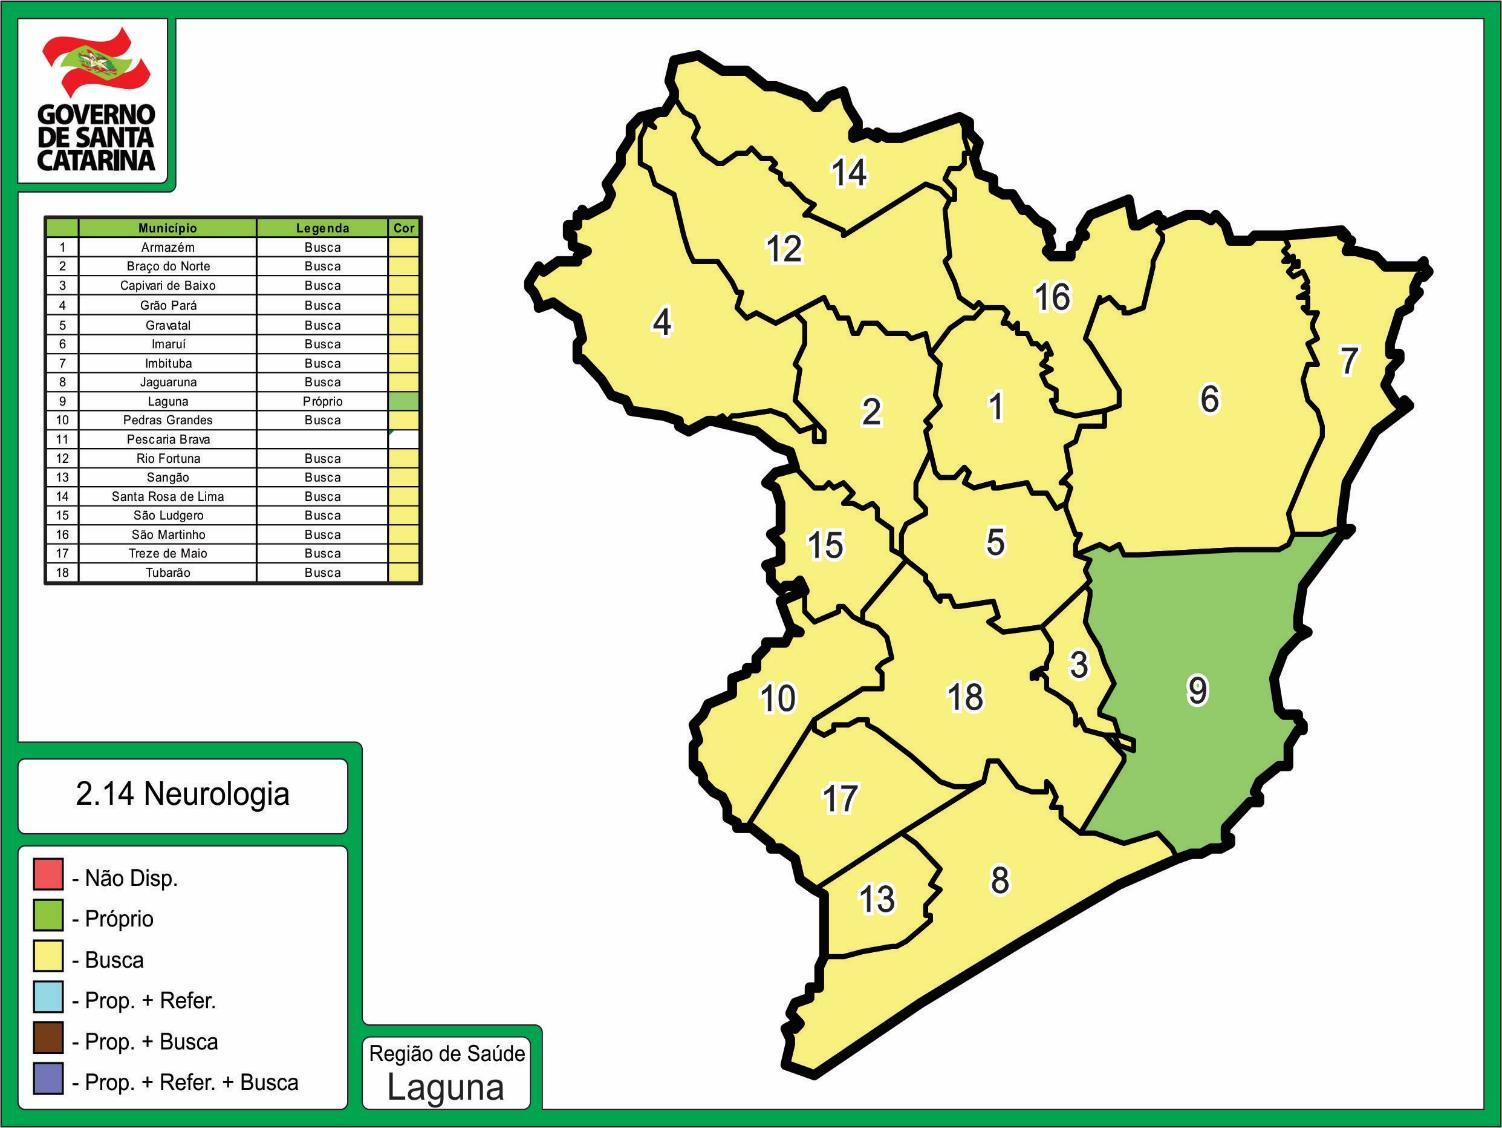 GOVERNO
DE SANTA
CATARINA
Município Legenda Cor
1 Armazém Busca
2 Braço do Norte Busca
3 Capivari de Baixo Busca
4 Grão Pará Busca
5 Gravatal Busca
6 Imaruí Busca
7 Imbituba Busca
8 Jaguaruna Busca
9 Laguna Próprio
10 Pedras Grandes Busca
11 Pescaria Brava
12 Rio Fortuna Busca
13 Sangão Busca
14 Santa Rosa de Lima Busca
15 São Ludgero Busca
16 São Martinho Busca
17 Treze de Maio Busca
18 Tubarão Busca
14
12
16
4
7
6
2
1
15
5
3
10
18
9
17
8
13
2.14 Neurologia
- Não Disp.
- Próprio
- Busca
- Prop. + Refer.
- Prop. + Busca
- Prop. + Refer. + Busca
Região de Saúde
Laguna